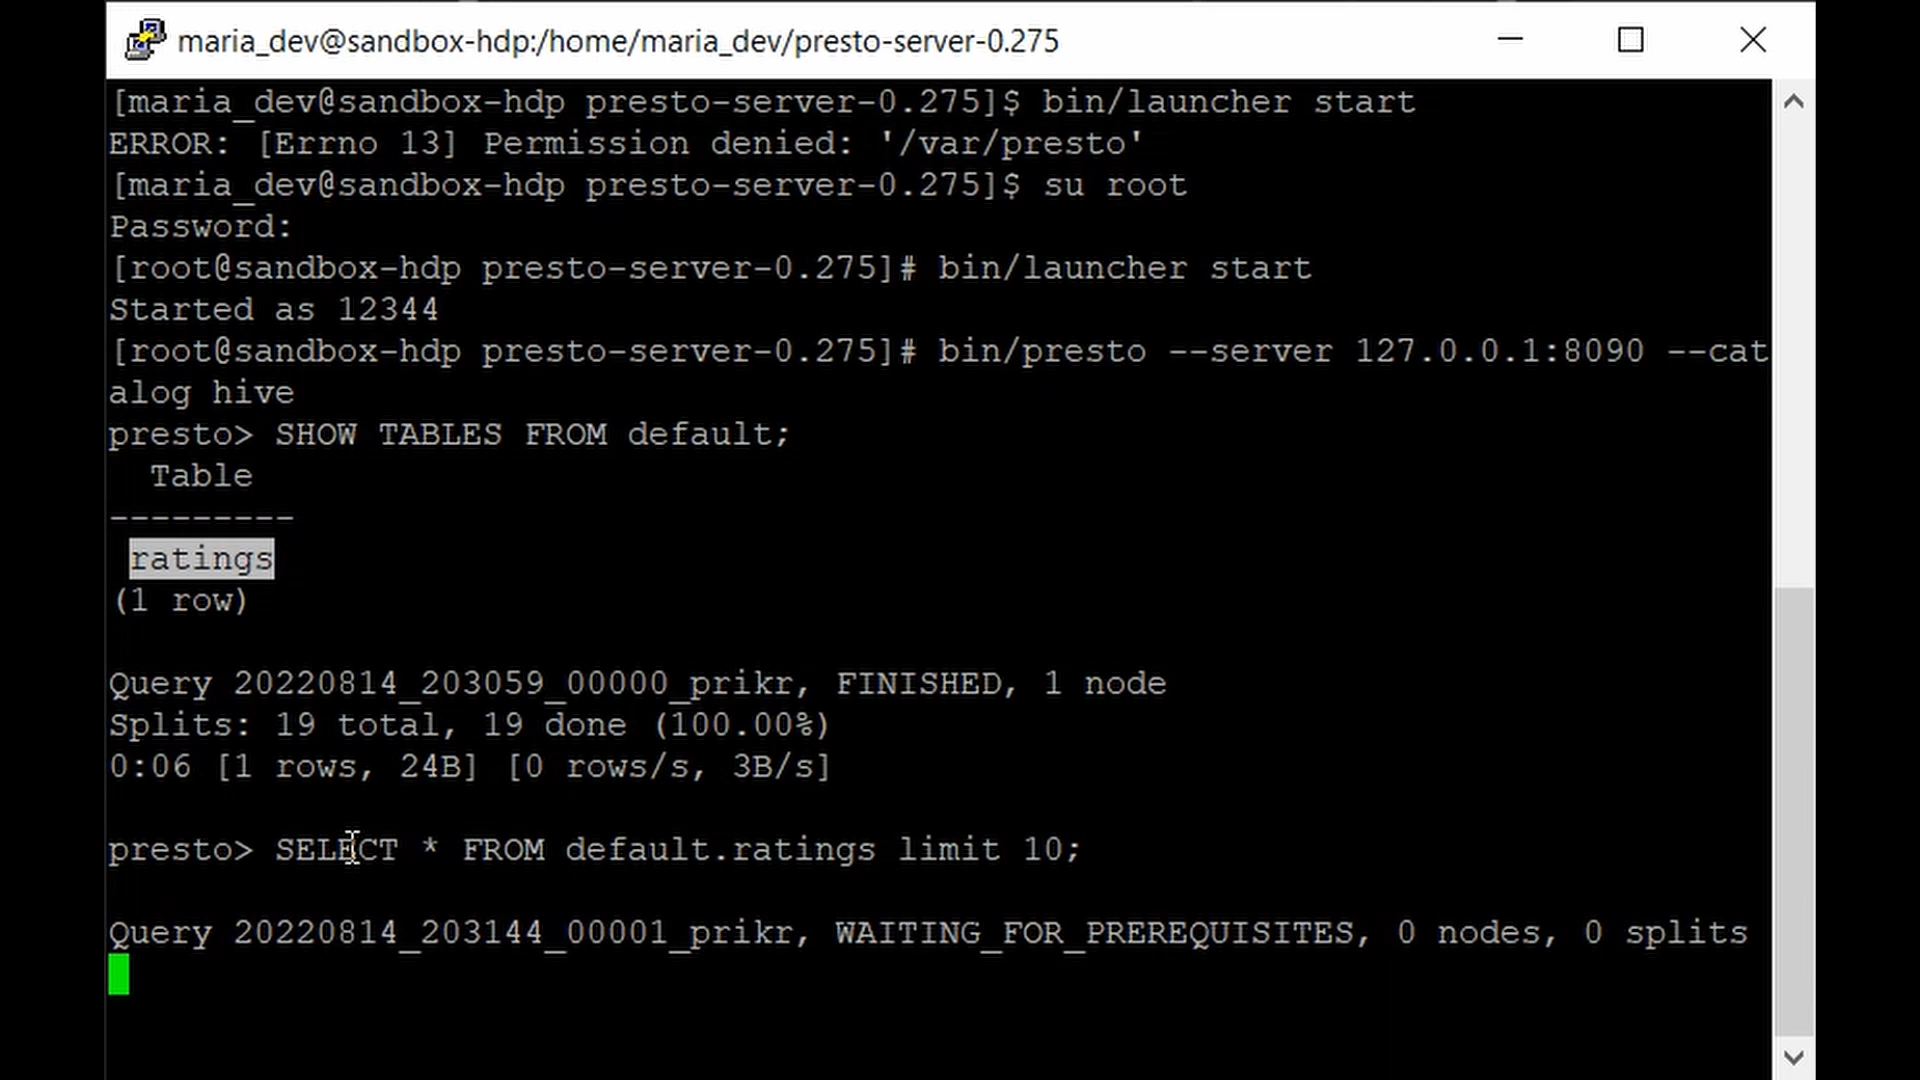 maria_dev@sandbox-hdp:/home/maria_dev/presto-server-0.275
[maria_dev@sandbox-hdp presto-server-0.275]$ bin/launcher start
ERROR: [Errno 13] Permission denied: '/var/presto'
[maria_dev@sandbox-hdp presto-server-0.275]$ su root
Password:
[root@sandbox-hdp presto-server-0.275]# bin/launcher start
Started as 12344
[root@sandbox-hdp presto-server-0.275]# bin/presto --server 127.0.0.1:8090 --cat
alog hive
presto> SHOW TABLES FROM default;
Table
---------
ratings
(1 row)
Query 20220814_203059_00000_prikr, FINISHED, 1 node
Splits: 19 total, 19 done (100.00%)
0:06 [1 rows, 24B] [0 rows/s, 3B/s]
presto> SELECT * FROM default.ratings limit 10;
Query 20220814_203144_00001_prikr, WAITING_FOR_PREREQUISITES, 0 nodes, 0 splits